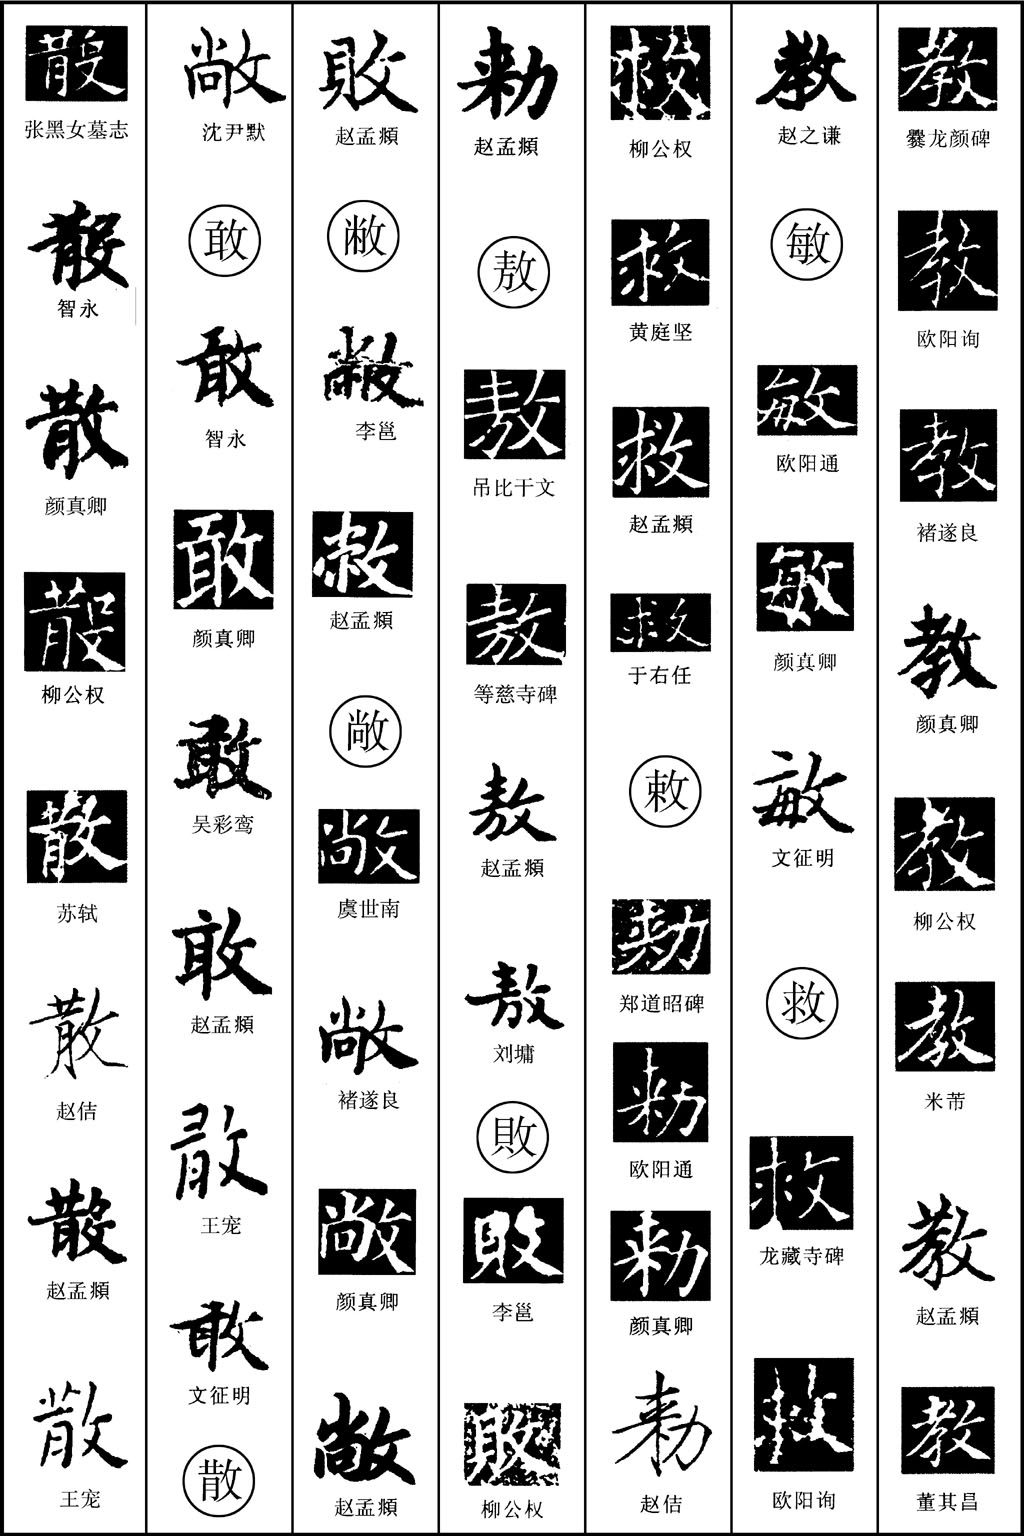 教
爨龙颜碑
教
欧阳询
教
褚遂良
教
颜真卿
教
柳公权
教
米芾
教
赵孟頫
教
董其昌
教
赵之谦
敏
敏
欧阳通
敏
颜真卿
敏
文征明
救
救
龙藏寺碑
救
欧阳询
救
柳公权
救
黄庭坚
救
赵孟頫
救
于右任
敕
勅
郑道昭碑
勅
欧阳通
勅
颜真卿
勅
赵佶
勅
赵孟頫
敖
敖
吊比干文
敖
等慈寺碑
敖
赵孟頫
敖
刘墉
敗
敗
李邕
敗
柳公权
敗
赵孟頫
敝
敝
李邕
敝
赵孟頫
敞
敞
虞世南
敞
褚遂良
敞
颜真卿
敞
赵孟頫
敞
沈尹默
敢
敢
智永
敢
颜真卿
敢
吴彩鸾
敢
赵孟頫
敢
王宠
敢
文征明
散
散
张黑女墓志
散
智永
散
颜真卿
散
柳公权
散
苏轼
散
赵佶
散
赵孟頫
散
王宠